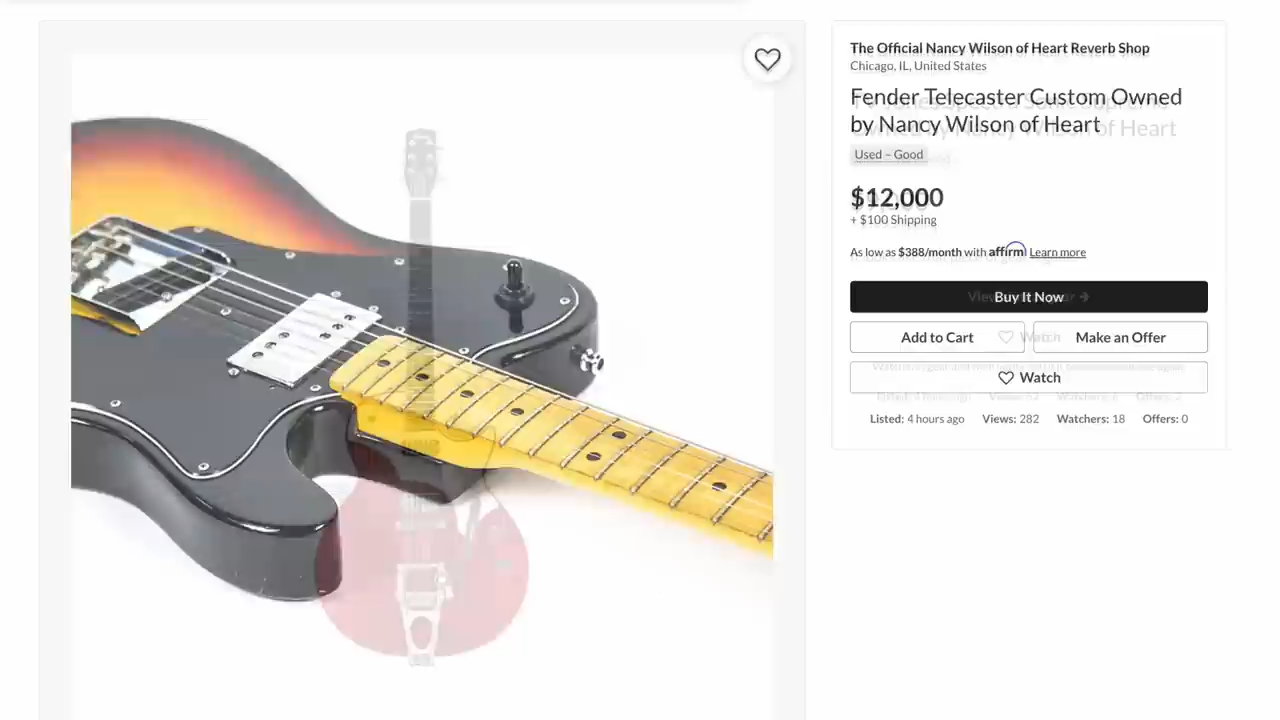 The Official Nancy Wilson of Heart Reverb Shop
Chicago, IL, United States
Fender Telecaster Custom Owned
by Nancy Wilson of Heart
Used – Good
$12,000
+ $100 Shipping
As low as $388/month with affirm Learn more
Buy It Now
Add to Cart
Make an Offer
Watch
Watch
Listed: 4 hours ago Views: 282 Watchers: 18 Offers: 0